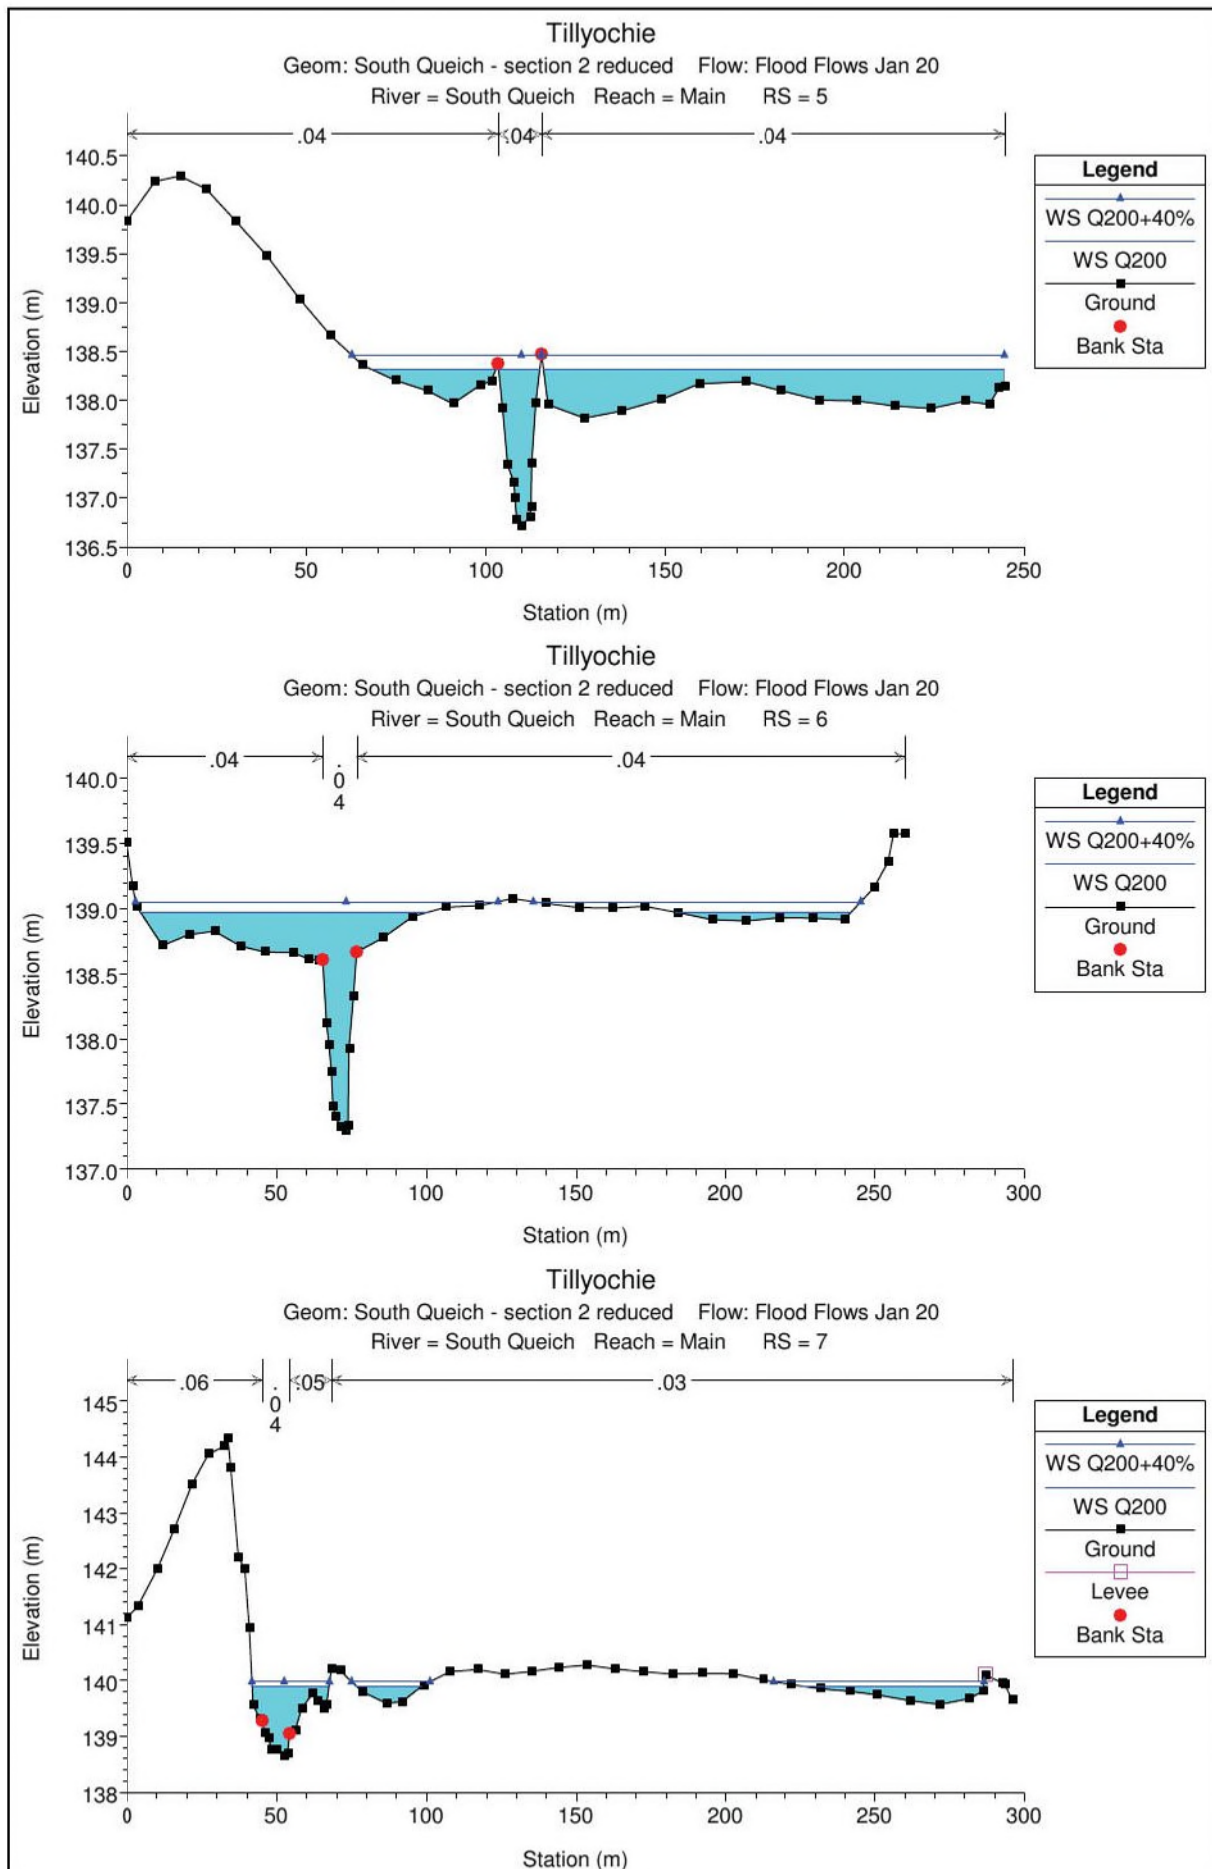 Tillyochie
Geom: South Queich - section 2 reduced Flow: Flood Flows Jan 20
River = South Queich Reach = Main RS = 5
.04 .04 .04
140.5
140.0
139.5
139.0
138.5
138.0
137.5
137.0
136.5
Elevation (m)
0 50 100 150 200 250
Station (m)
Legend
WS Q200+40%
WS Q200
Ground
Bank Sta
Tillyochie
Geom: South Queich - section 2 reduced Flow: Flood Flows Jan 20
River = South Queich Reach = Main RS = 6
.04 .04 .04
140.0
139.5
139.0
138.5
138.0
137.5
137.0
Elevation (m)
0 50 100 150 200 250 300
Station (m)
Legend
WS Q200+40%
WS Q200
Ground
Bank Sta
Tillyochie
Geom: South Queich - section 2 reduced Flow: Flood Flows Jan 20
River = South Queich Reach = Main RS = 7
.06 .04 .05 .03
145
144
143
142
141
140
139
138
Elevation (m)
0 50 100 150 200 250 300
Station (m)
Legend
WS Q200+40%
WS Q200
Ground
Levee
Bank Sta